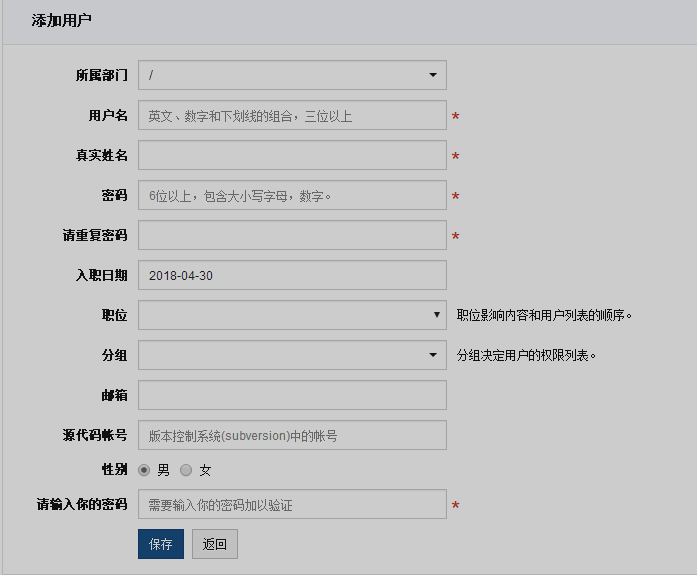 添加用户
所属部门 /
用户名 英文、数字和下划线的组合，三位以上 *
真实姓名 *
密码 6位以上，包含大小写字母，数字。 *
请重复密码 *
入职日期 2018-04-30
职位 职位影响内容和用户列表的顺序。
分组 分组决定用户的权限列表。
邮箱
源代码帐号 版本控制系统(subversion)中的帐号
性别 男 女
请输入你的密码 需要输入你的密码加以验证 *
保存 返回